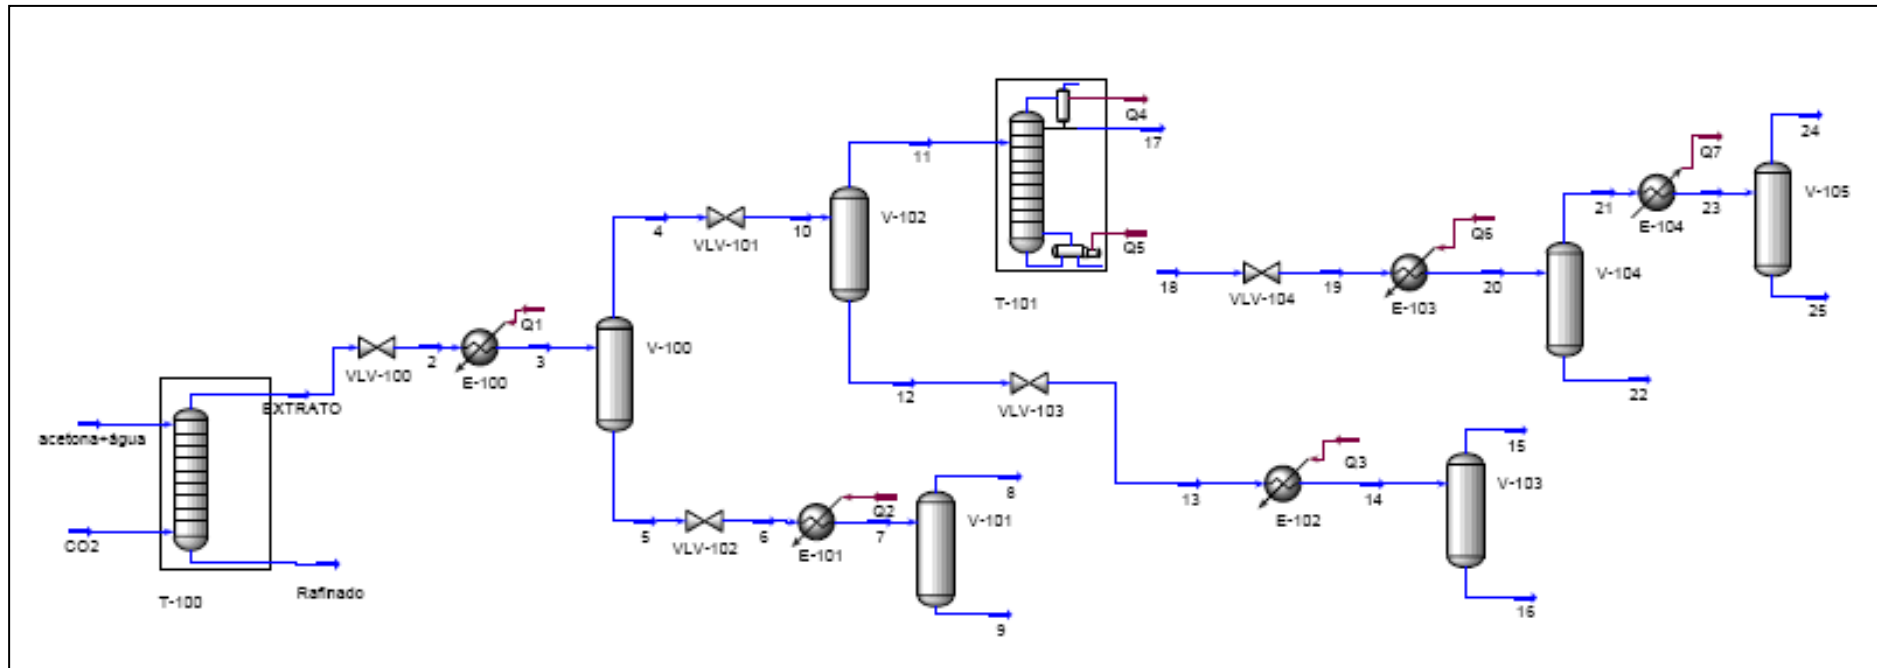 Q4
17
11
24
Q7
21
23
V-105
E-104
V-102
4
10
VLV-101
Q5
Q6
V-104
18
19
20
VLV-104
E-103
T-101
25
Q1
2
3
V-100
VLV-100
E-100
12
VLV-103
22
EXTRATO
acetona+água
15
Q3
V-103
13
14
E-102
8
Q2
V-101
5
6
7
VLV-102
E-101
CO2
Rafinado
T-100
9
16